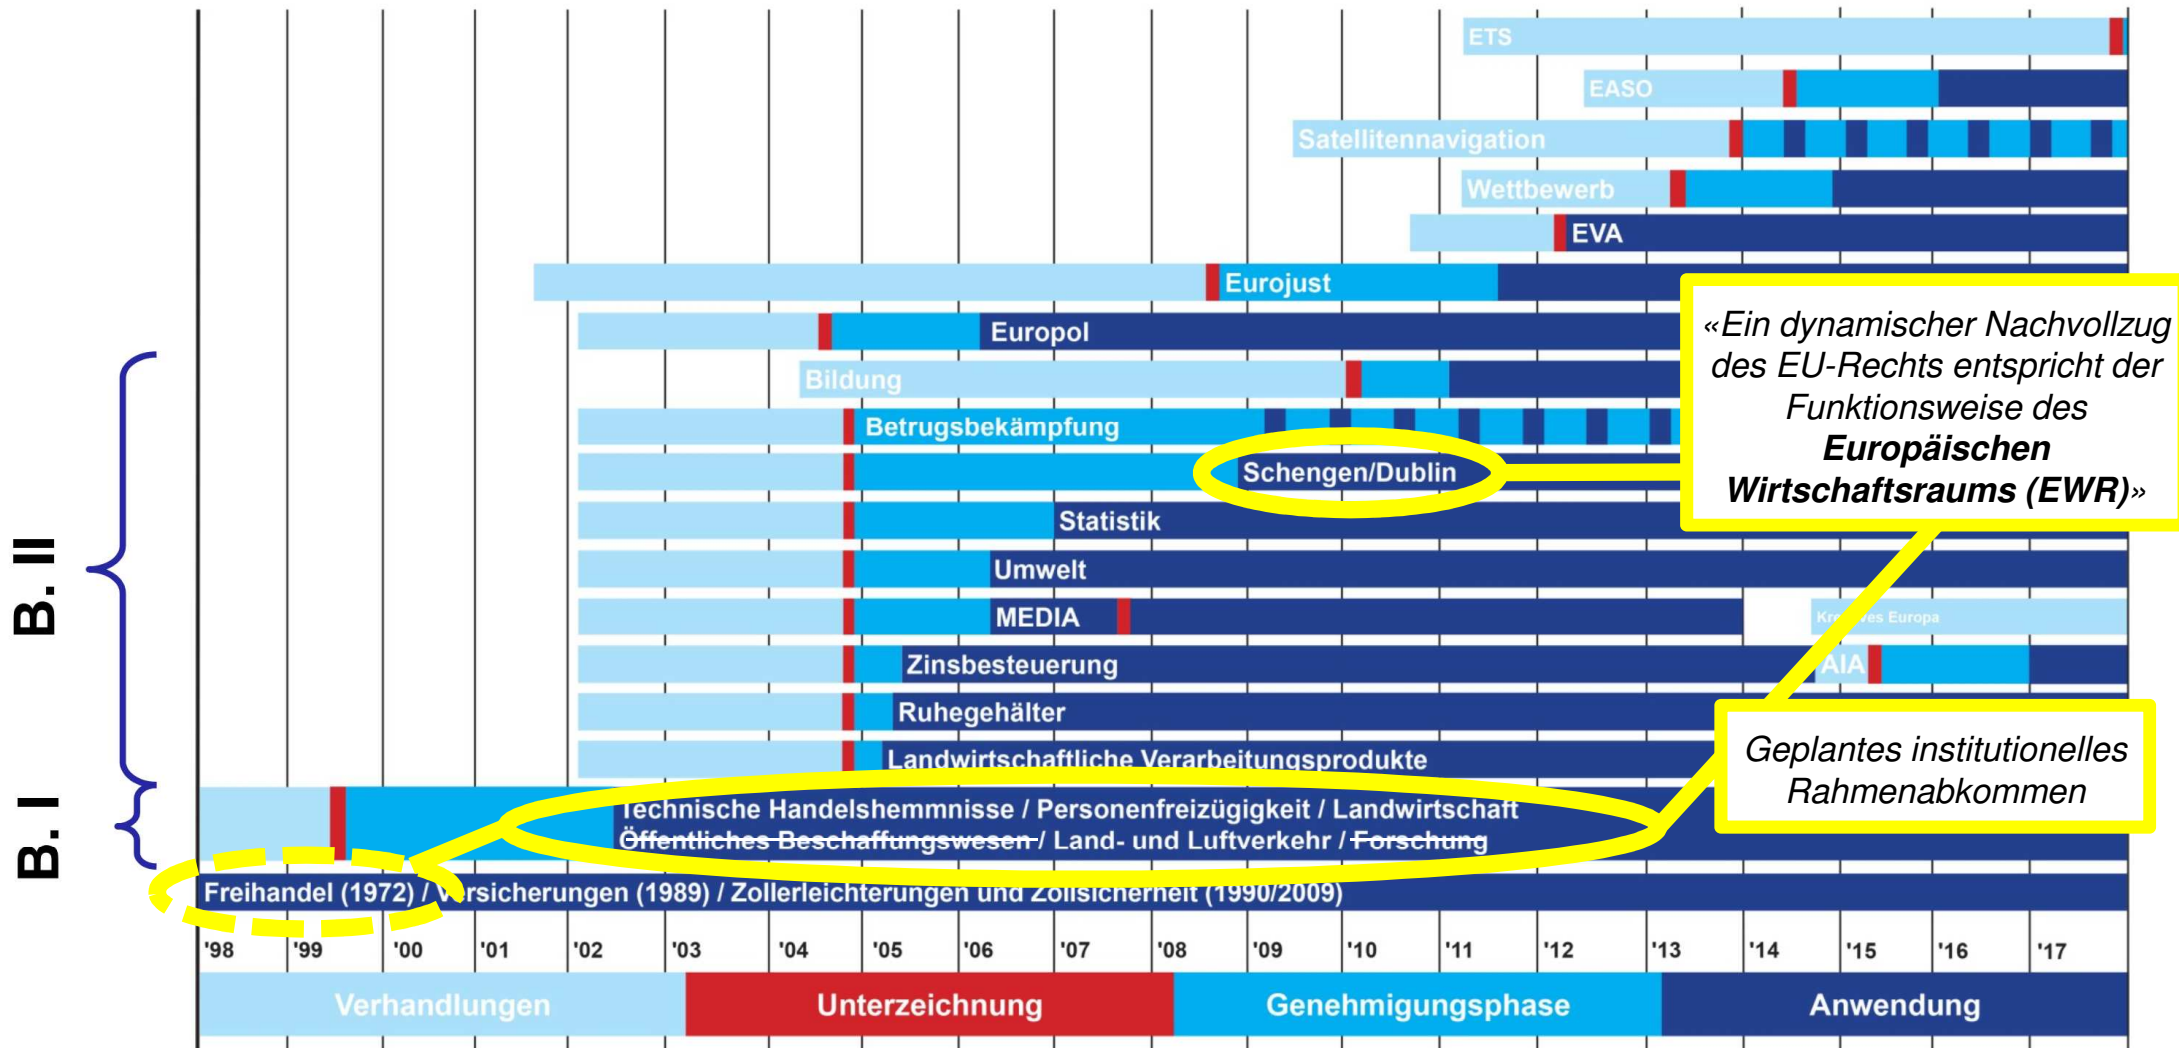 ETS
EASO
Satellitennavigation
Wettbewerb
EVA
Eurojust
Europol
Bildung
Betrugsbekämpfung
Schengen/Dublin
Statistik
Umwelt
MEDIA
Kreatives Europa
Zinsbesteuerung
AIA
Ruhegehälter
Landwirtschaftliche Verarbeitungsprodukte
Technische Handelshemmnisse / Personenfreizügigkeit / Landwirtschaft
Öffentliches Beschaffungswesen / Land- und Luftverkehr / Forschung
Freihandel (1972) / Versicherungen (1989) / Zollerleichterungen und Zollsicherheit (1990/2009)
«Ein dynamischer Nachvollzug
des EU-Rechts entspricht der
Funktionsweise des
Europäischen
Wirtschaftsraums (EWR)»
Geplantes institutionelles
Rahmenabkommen
B. II
B. I
'98 '99 '00 '01 '02 '03 '04 '05 '06 '07 '08 '09 '10 '11 '12 '13 '14 '15 '16 '17
Verhandlungen Unterzeichnung Genehmigungsphase Anwendung